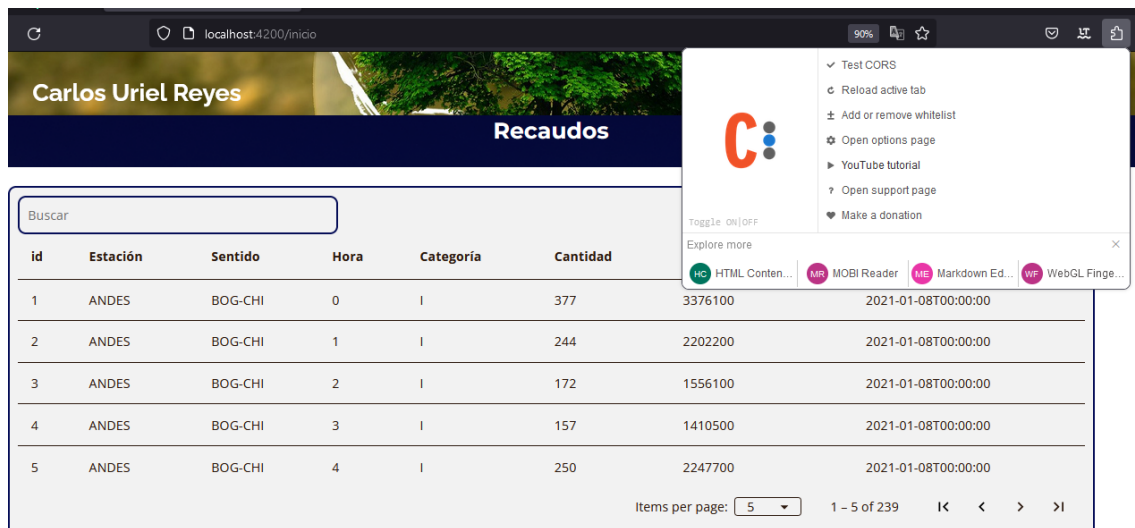 localhost:4200/inicio 90%
Carlos Uriel Reyes
Recaudos
Test CORS
Reload active tab
Add or remove whitelist
Open options page
YouTube tutorial
Open support page
Make a donation
Toggle ON|OFF
Explore more
HC HTML Conten... MR MOBI Reader ME Markdown Ed... WF WebGL Finge...
Buscar
id Estación Sentido Hora Categoría Cantidad
1 ANDES BOG-CHI 0 I 377 3376100 2021-01-08T00:00:00
2 ANDES BOG-CHI 1 I 244 2202200 2021-01-08T00:00:00
3 ANDES BOG-CHI 2 I 172 1556100 2021-01-08T00:00:00
4 ANDES BOG-CHI 3 I 157 1410500 2021-01-08T00:00:00
5 ANDES BOG-CHI 4 I 250 2247700 2021-01-08T00:00:00
Items per page: 5 1 – 5 of 239